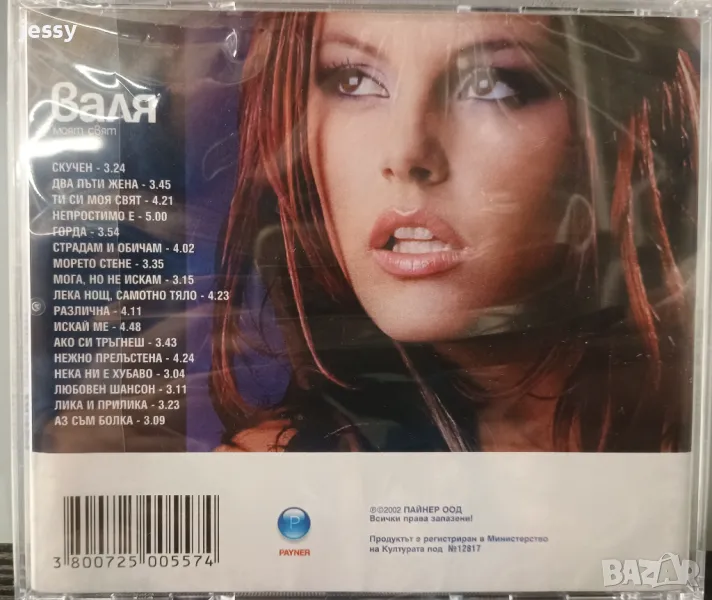 essy
валя
моят свят
СКУЧЕН - 3.24
ДВА ПЪТИ ЖЕНА - 3.45
ТИ СИ МОЯ СВЯТ - 4.21
НЕПРОСТИМО Е - 5.00
ГОРДА - 3.54
СТРАДАМ И ОБИЧАМ - 4.02
МОРЕТО СТЕНЕ - 3.35
МОГА, НО НЕ ИСКАМ - 3.15
ЛЕКА НОЩ, САМОТНО ТЯЛО - 4.23
РАЗЛИЧНА - 4.11
ИСКАЙ МЕ - 4.48
АКО СИ ТРЪГНЕШ - 3.43
НЕЖНО ПРЕЛЪСТЕНА - 4.24
НЕКА НИ Е ХУБАВО - 3.04
ЛЮБОВЕН ШАНСОН - 3.11
ЛИКА И ПРИЛИКА - 3.23
АЗ СЪМ БОЛКА - 3.09
℗©2002 ПАЙНЕР ООД
Всички права запазени!
Продуктът е регистриран в Министерство
на Културата под №12817
3 800725 005574
P
PAYNER
BAZAR